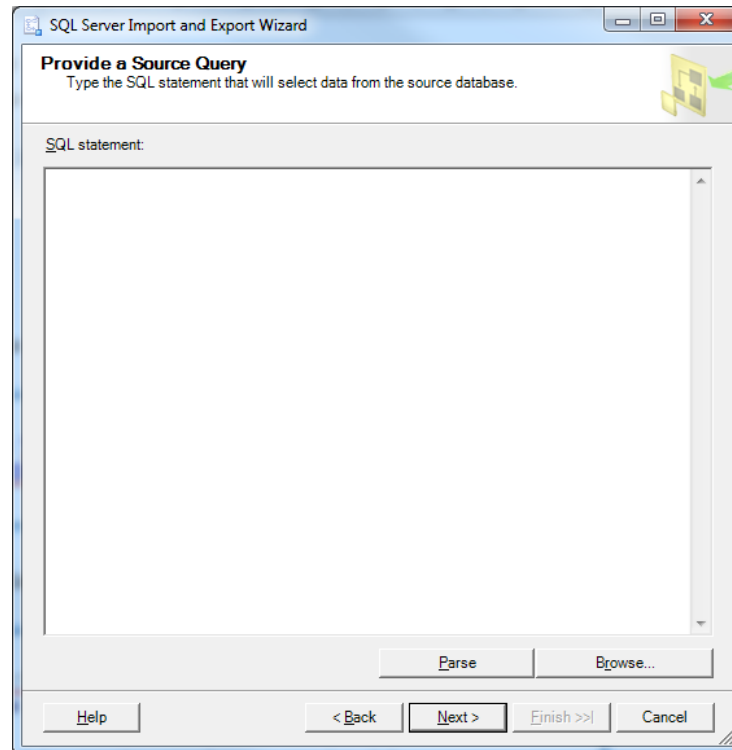 SQL Server Import and Export Wizard
Provide a Source Query
Type the SQL statement that will select data from the source database.
SQL statement:
Parse
Browse...
Help
< Back
Next >
Finish >>|
Cancel